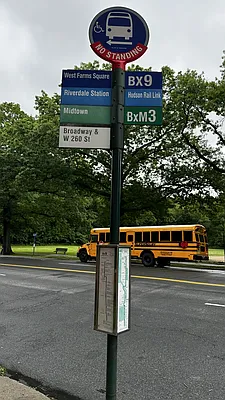 NO STANDING
West Farms Square
BX9
Riverdale Station
Hudson Rail Link
Midtown
BxM3
Broadway &
W 260 St